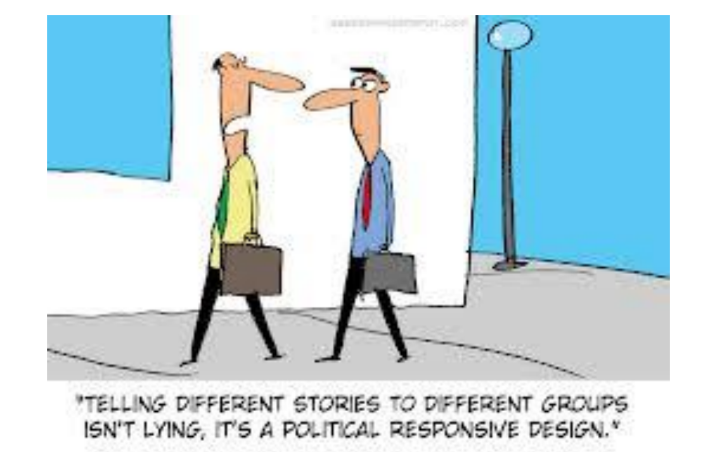 "TELLING DIFFERENT STORIES TO DIFFERENT GROUPS
ISN'T LYING, IT'S A POLITICAL RESPONSIVE DESIGN."